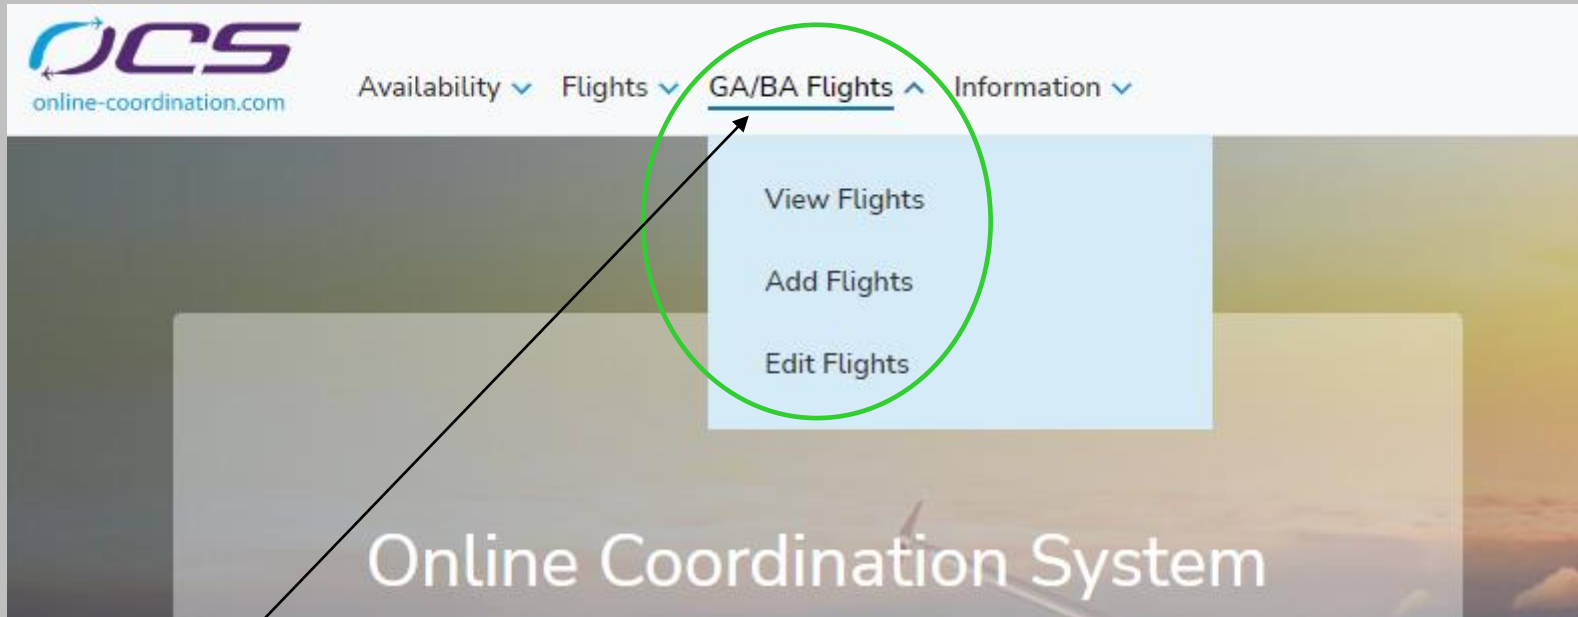 OCS
online-coordination.com
Availability Flights GA/BA Flights Information
View Flights
Add Flights
Edit Flights
Online Coordination System